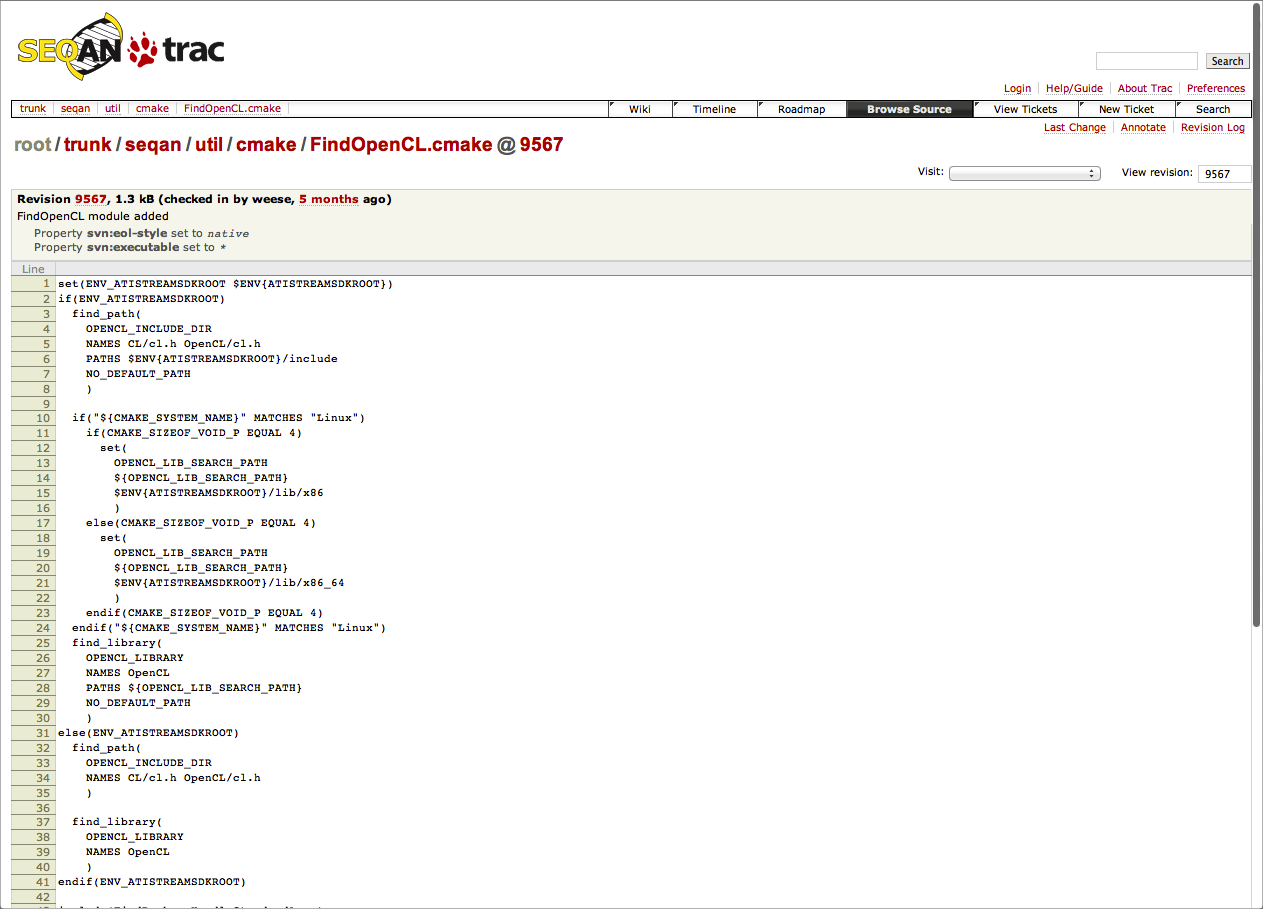 SEQAN trac
Search
Login Help/Guide About Trac Preferences
trunk seqan util cmake FindOpenCL.cmake Wiki Timeline Roadmap Browse Source View Tickets New Ticket Search
Last Change Annotate Revision Log
root/trunk/seqan/util/cmake/FindOpenCL.cmake @ 9567
Visit: View revision: 9567
Revision 9567, 1.3 kB (checked in by weese, 5 months ago)
FindOpenCL module added
Property svn:eol-style set to native
Property svn:executable set to *
Line
1 set(ENV_ATISTREAMSDKROOT $ENV{ATISTREAMSDKROOT})
2 if(ENV_ATISTREAMSDKROOT)
3   find_path(
4     OPENCL_INCLUDE_DIR
5     NAMES CL/cl.h OpenCL/cl.h
6     PATHS $ENV{ATISTREAMSDKROOT}/include
7     NO_DEFAULT_PATH
8     )
9
10   if("${CMAKE_SYSTEM_NAME}" MATCHES "Linux")
11     if(CMAKE_SIZEOF_VOID_P EQUAL 4)
12       set(
13         OPENCL_LIB_SEARCH_PATH
14         ${OPENCL_LIB_SEARCH_PATH}
15         $ENV{ATISTREAMSDKROOT}/lib/x86
16         )
17     else(CMAKE_SIZEOF_VOID_P EQUAL 4)
18       set(
19         OPENCL_LIB_SEARCH_PATH
20         ${OPENCL_LIB_SEARCH_PATH}
21         $ENV{ATISTREAMSDKROOT}/lib/x86_64
22         )
23     endif(CMAKE_SIZEOF_VOID_P EQUAL 4)
24   endif("${CMAKE_SYSTEM_NAME}" MATCHES "Linux")
25   find_library(
26     OPENCL_LIBRARY
27     NAMES OpenCL
28     PATHS ${OPENCL_LIB_SEARCH_PATH}
29     NO_DEFAULT_PATH
30     )
31 else(ENV_ATISTREAMSDKROOT)
32   find_path(
33     OPENCL_INCLUDE_DIR
34     NAMES CL/cl.h OpenCL/cl.h
35     )
36
37   find_library(
38     OPENCL_LIBRARY
39     NAMES OpenCL
40     )
41 endif(ENV_ATISTREAMSDKROOT)
42